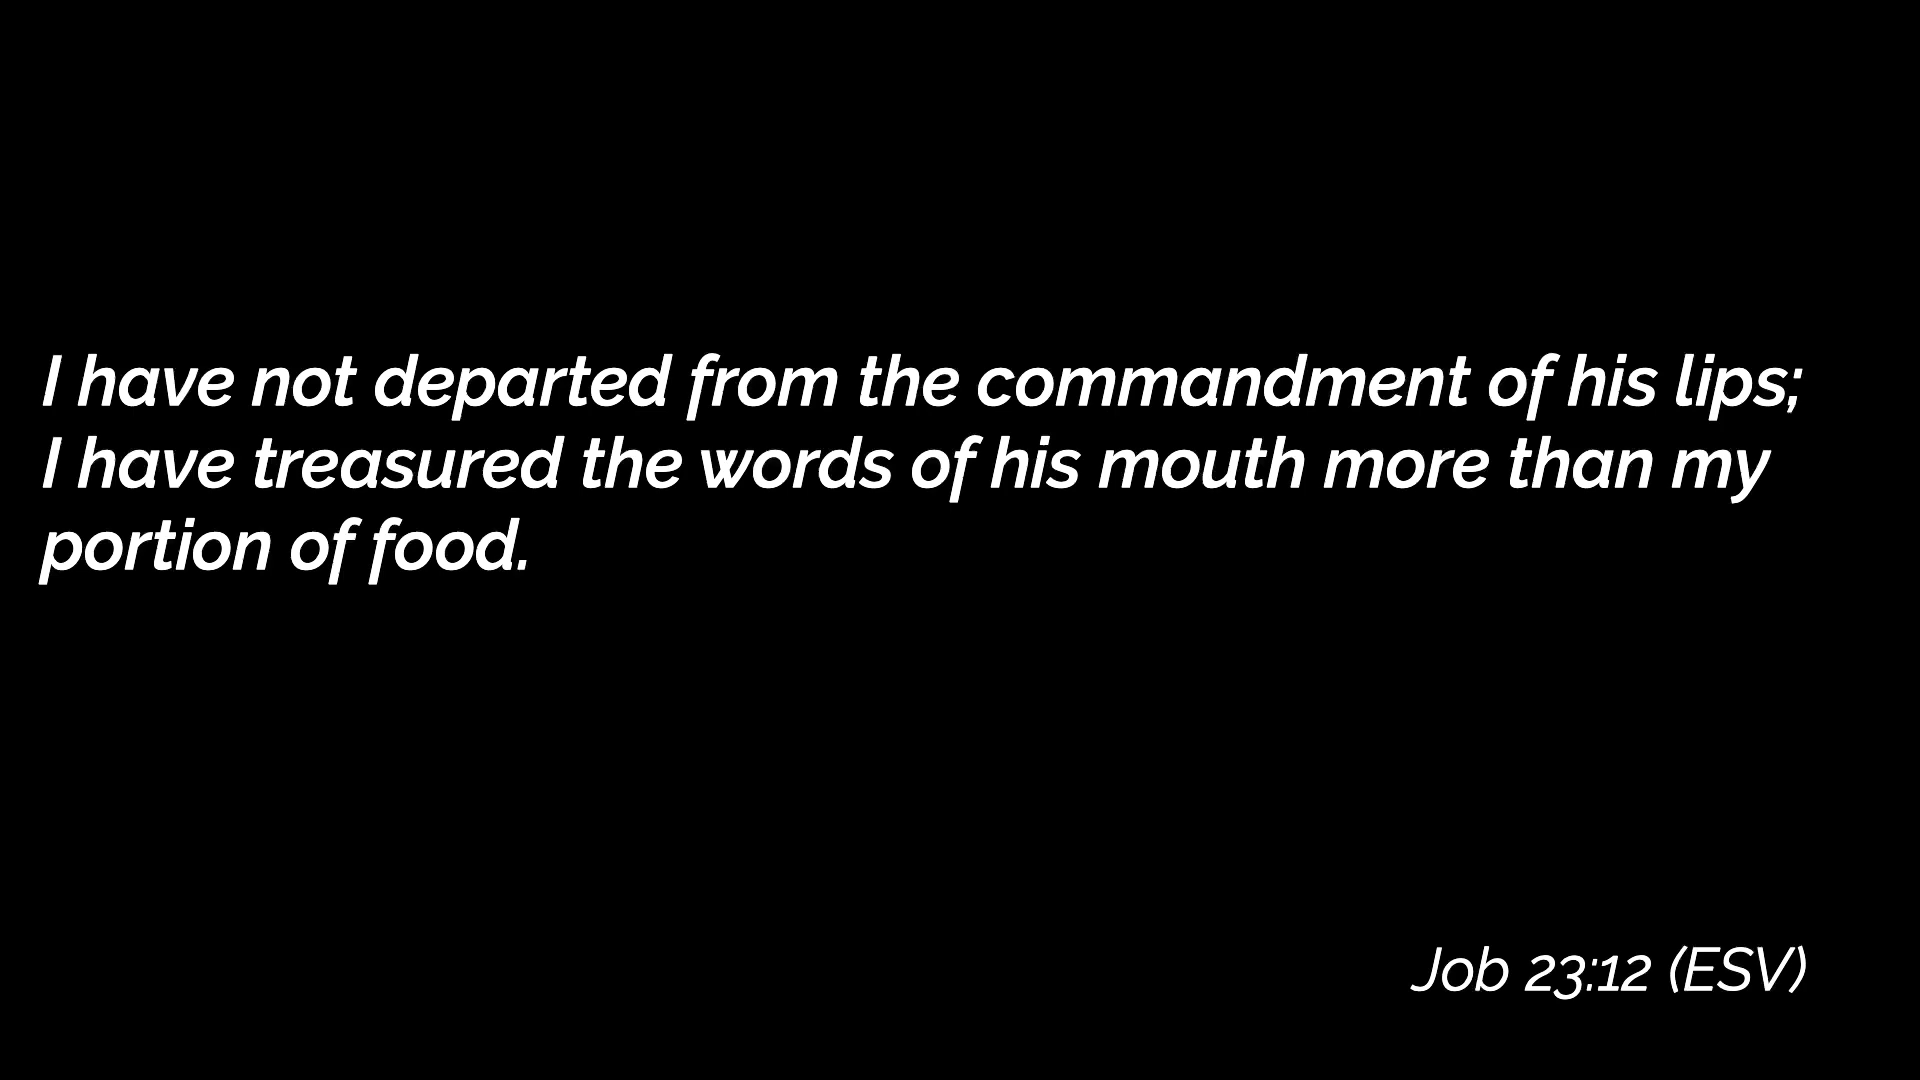 I have not departed from the commandment of his lips;
I have treasured the words of his mouth more than my
portion of food.
Job 23:12 (ESV)